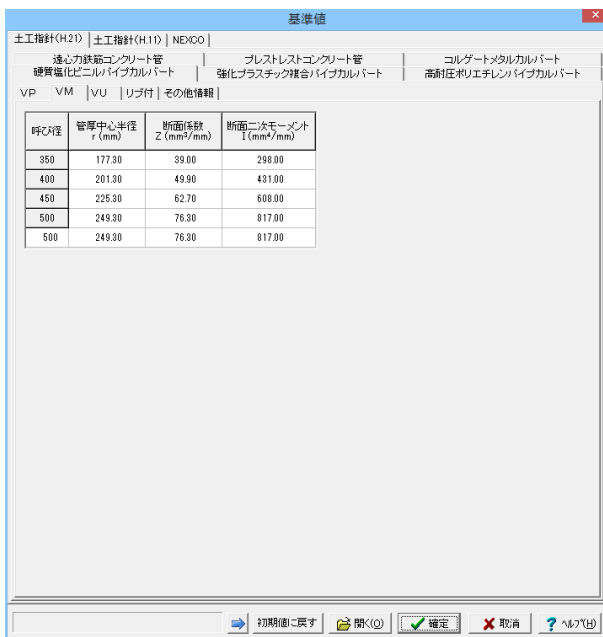 基準値
土工指針(H.21) 土工指針(H.11) NEXCO
遠心力鉄筋コンクリート管 プレストレストコンクリート管 コルゲートメタルカルバート
硬質塩化ビニルパイプカルバート 強化プラスチック複合パイプカルバート 高耐圧ポリエチレンパイプカルバート
VP VM VU リブ付 その他情報
呼び径 管厚中心半径 断面係数 断面二次モーメント
r (mm) Z (mm³/mm) I (mm⁴/mm)
350 177.30 39.00 298.00
400 201.30 49.90 431.00
450 225.30 62.70 608.00
500 249.30 76.30 817.00
500 249.30 76.30 817.00
初期値に戻す 開く(O) 確定 取消 ヘルプ(H)